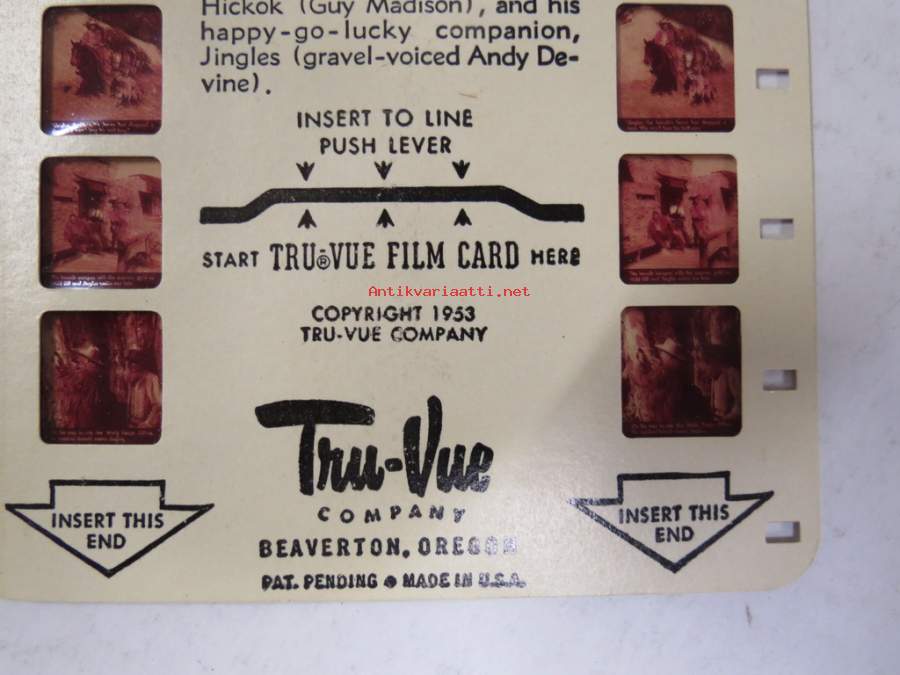 Hickok (Guy Madison), and his
happy-go-lucky companion,
Jingles (gravel-voiced Andy De-
vine).
INSERT TO LINE
PUSH LEVER
START TRU-VUE® FILM CARD HERE
Antikvariaatti.net
COPYRIGHT 1953
TRU-VUE COMPANY
Tru-Vue
COMPANY
BEAVERTON, OREGON
PAT. PENDING ● MADE IN U.S.A.
INSERT THIS
END
INSERT THIS
END